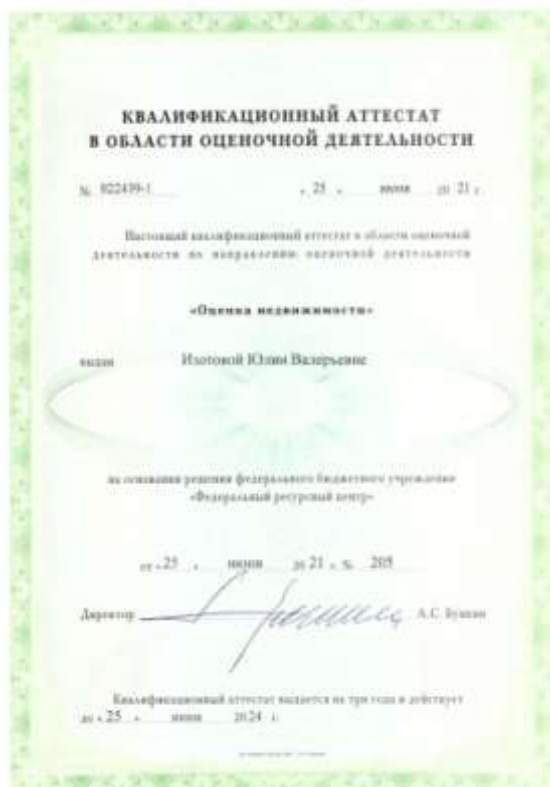 КВАЛИФИКАЦИОННЫЙ АТТЕСТАТ
В ОБЛАСТИ ОЦЕНОЧНОЙ ДЕЯТЕЛЬНОСТИ
№ 022439-1 « 25 » июня 20 21 г.
Настоящий квалификационный аттестат в области оценочной
деятельности по направлению оценочной деятельности
«Оценка недвижимости»
выдан Изотовой Юлии Валерьевне
на основании решения федерального бюджетного учреждения
«Федеральный ресурсный центр»
от « 25 » июня 20 21 г. № 205
Директор А.С. Бункин
Квалификационный аттестат выдается на три года и действует
до « 25 » июня 20 24 г.